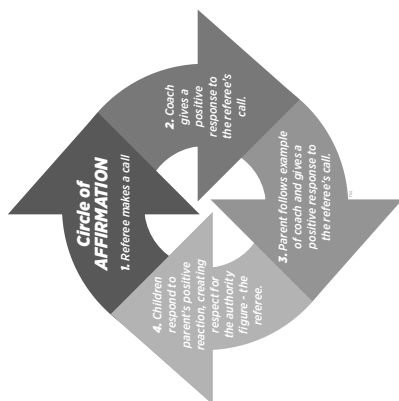 Circle of
AFFIRMATION
1. Referee makes a call
2. Coach
gives a
positive
response to
the referee's
call.
3. Parent follows example
of coach and gives a
positive response to
the referee's call.
4. Children
respond to
parent's positive
reaction, creating
respect for
the authority
figure - the
referee.
TM